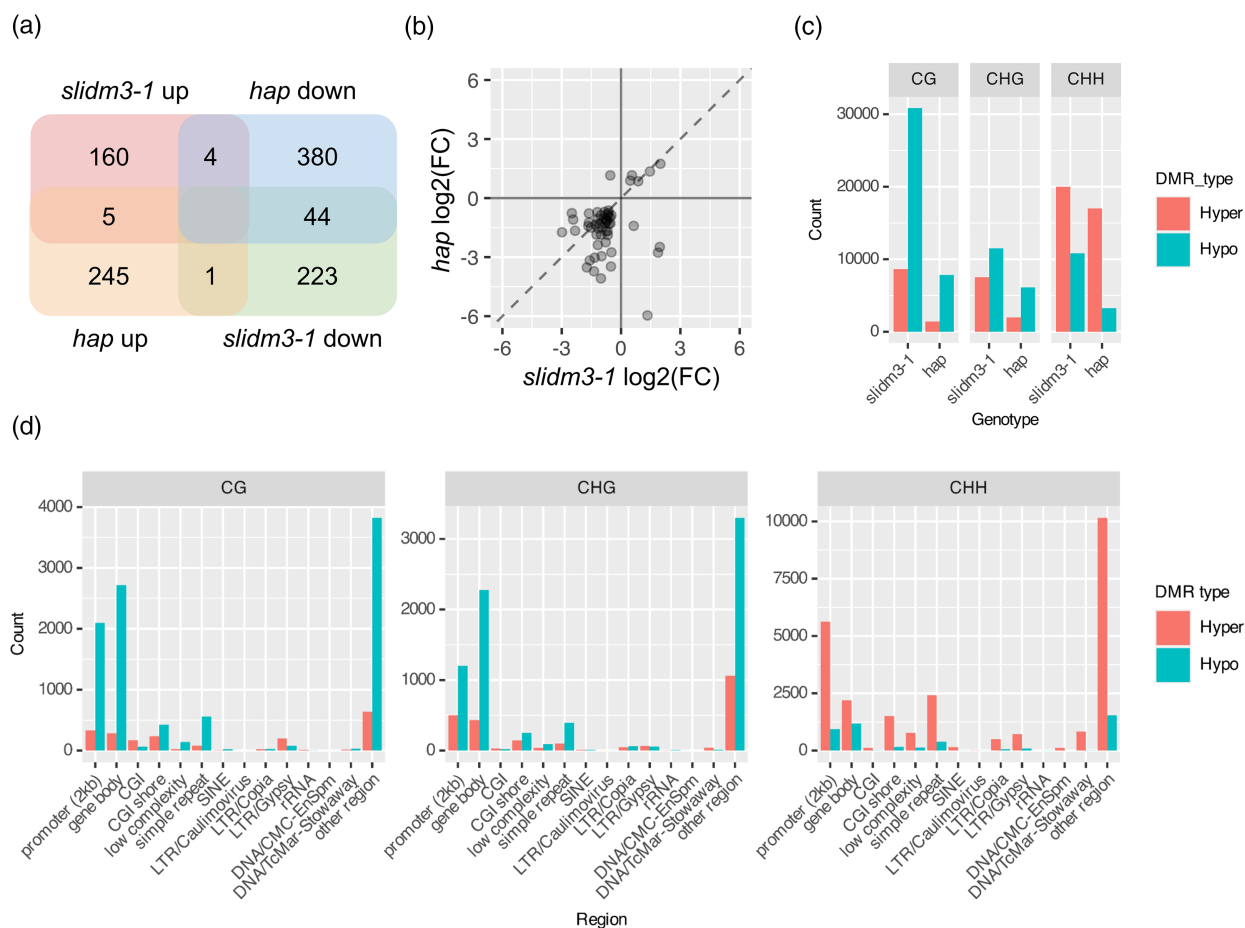 (a)
slidm3-1 up hap down
160 4 380
5 44
245 1 223
hap up slidm3-1 down
(b)
hap log2(FC)
6
3
0
-3
-6
-6 -3 0 3 6
slidm3-1 log2(FC)
(c)
CG CHG CHH
Count
30000
20000
10000
0
slidm3-1 hap slidm3-1 hap slidm3-1 hap
Genotype
DMR_type
Hyper
Hypo
(d)
CG
Count
4000
3000
2000
1000
0
promoter (2kb)
gene body
CGI
CGI shore
low complexity
simple repeat
SINE
LTR/Caulimovirus
LTR/Copia
LTR/Gypsy
rRNA
DNA/CMC-EnSpm
DNA/TcMar-Stowaway
other region
CHG
3000
2000
1000
0
promoter (2kb)
gene body
CGI
CGI shore
low complexity
simple repeat
SINE
LTR/Caulimovirus
LTR/Copia
LTR/Gypsy
rRNA
DNA/CMC-EnSpm
DNA/TcMar-Stowaway
other region
CHH
10000
7500
5000
2500
0
promoter (2kb)
gene body
CGI
CGI shore
low complexity
simple repeat
SINE
LTR/Caulimovirus
LTR/Copia
LTR/Gypsy
rRNA
DNA/CMC-EnSpm
DNA/TcMar-Stowaway
other region
Region
DMR type
Hyper
Hypo